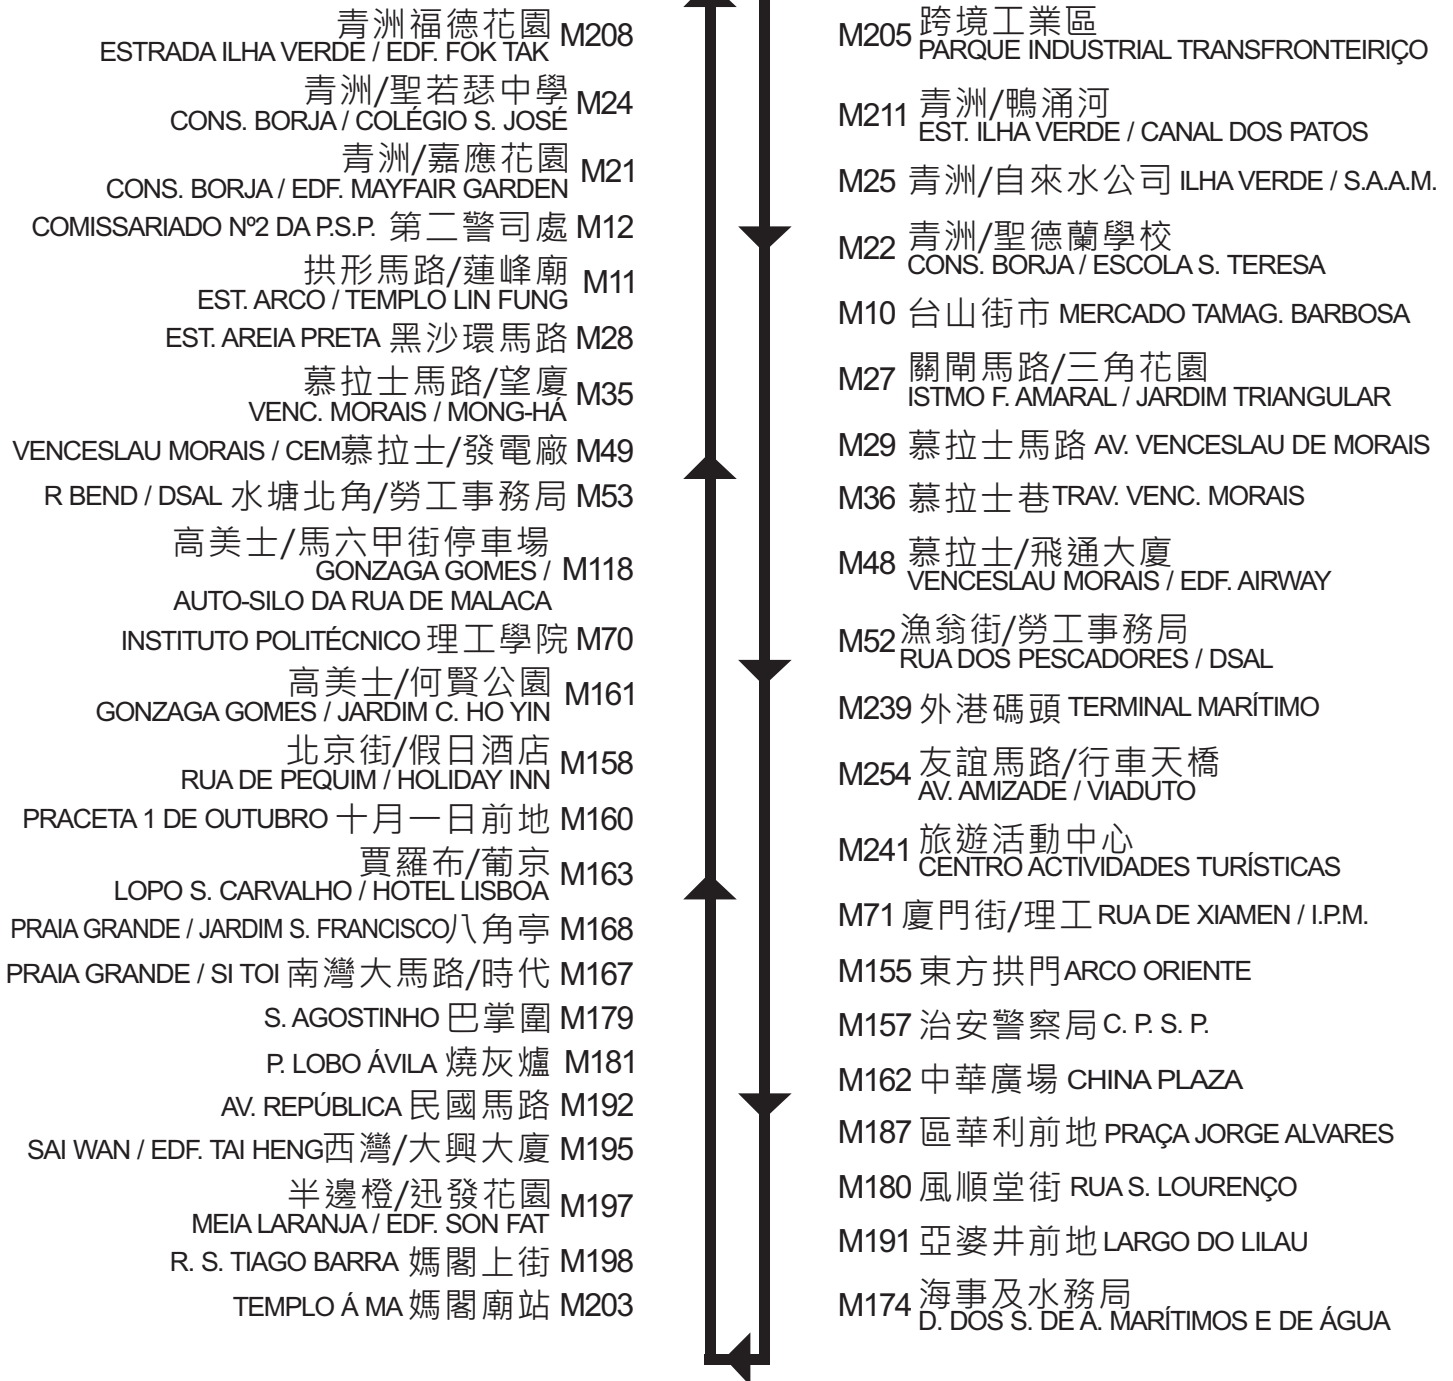 青洲福德花園 M208
ESTRADA ILHA VERDE / EDF. FOK TAK
青洲/聖若瑟中學 M24
CONS. BORJA / COLÉGIO S. JOSÉ
青洲/嘉應花園 M21
CONS. BORJA / EDF. MAYFAIR GARDEN
COMISSARIADO Nº2 DA P.S.P. 第二警司處 M12
拱形馬路/蓮峰廟 M11
EST. ARCO / TEMPLO LIN FUNG
EST. AREIA PRETA 黑沙環馬路 M28
慕拉士馬路/望廈 M35
VENC. MORAIS / MONG-HÁ
VENCESLAU MORAIS / CEM慕拉士/發電廠 M49
R BEND / DSAL 水塘北角/勞工事務局 M53
高美士/馬六甲街停車場
GONZAGA GOMES / M118
AUTO-SILO DA RUA DE MALACA
INSTITUTO POLITÉCNICO 理工學院 M70
高美士/何賢公園 M161
GONZAGA GOMES / JARDIM C. HO YIN
北京街/假日酒店 M158
RUA DE PEQUIM / HOLIDAY INN
PRACETA 1 DE OUTUBRO 十月一日前地 M160
賈羅布/葡京 M163
LOPO S. CARVALHO / HOTEL LISBOA
PRAIA GRANDE / JARDIM S. FRANCISCO八角亭 M168
PRAIA GRANDE / SI TOI 南灣大馬路/時代 M167
S. AGOSTINHO 巴掌圍 M179
P. LOBO ÁVILA 燒灰爐 M181
AV. REPÚBLICA 民國馬路 M192
SAI WAN / EDF. TAI HENG西灣/大興大廈 M195
半邊橙/迅發花園 M197
MEIA LARANJA / EDF. SON FAT
R. S. TIAGO BARRA 媽閣上街 M198
TEMPLO Á MA 媽閣廟站 M203
M205 跨境工業區
PARQUE INDUSTRIAL TRANSFRONTEIRIÇO
M211 青洲/鴨涌河
EST. ILHA VERDE / CANAL DOS PATOS
M25 青洲/自來水公司 ILHA VERDE / S.A.A.M.
M22 青洲/聖德蘭學校
CONS. BORJA / ESCOLA S. TERESA
M10 台山街市 MERCADO TAMAG. BARBOSA
M27 關閘馬路/三角花園
ISTMO F. AMARAL / JARDIM TRIANGULAR
M29 慕拉士馬路 AV. VENCESLAU DE MORAIS
M36 慕拉士巷 TRAV. VENC. MORAIS
M48 慕拉士/飛通大廈
VENCESLAU MORAIS / EDF. AIRWAY
M52 漁翁街/勞工事務局
RUA DOS PESCADORES / DSAL
M239 外港碼頭 TERMINAL MARÍTIMO
M254 友誼馬路/行車天橋
AV. AMIZADE / VIADUTO
M241 旅遊活動中心
CENTRO ACTIVIDADES TURÍSTICAS
M71 廈門街/理工 RUA DE XIAMEN / I.P.M.
M155 東方拱門 ARCO ORIENTE
M157 治安警察局 C. P. S. P.
M162 中華廣場 CHINA PLAZA
M187 區華利前地 PRAÇA JORGE ALVARES
M180 風順堂街 RUA S. LOURENÇO
M191 亞婆井前地 LARGO DO LILAU
M174 海事及水務局
D. DOS S. DE A. MARÍTIMOS E DE ÁGUA